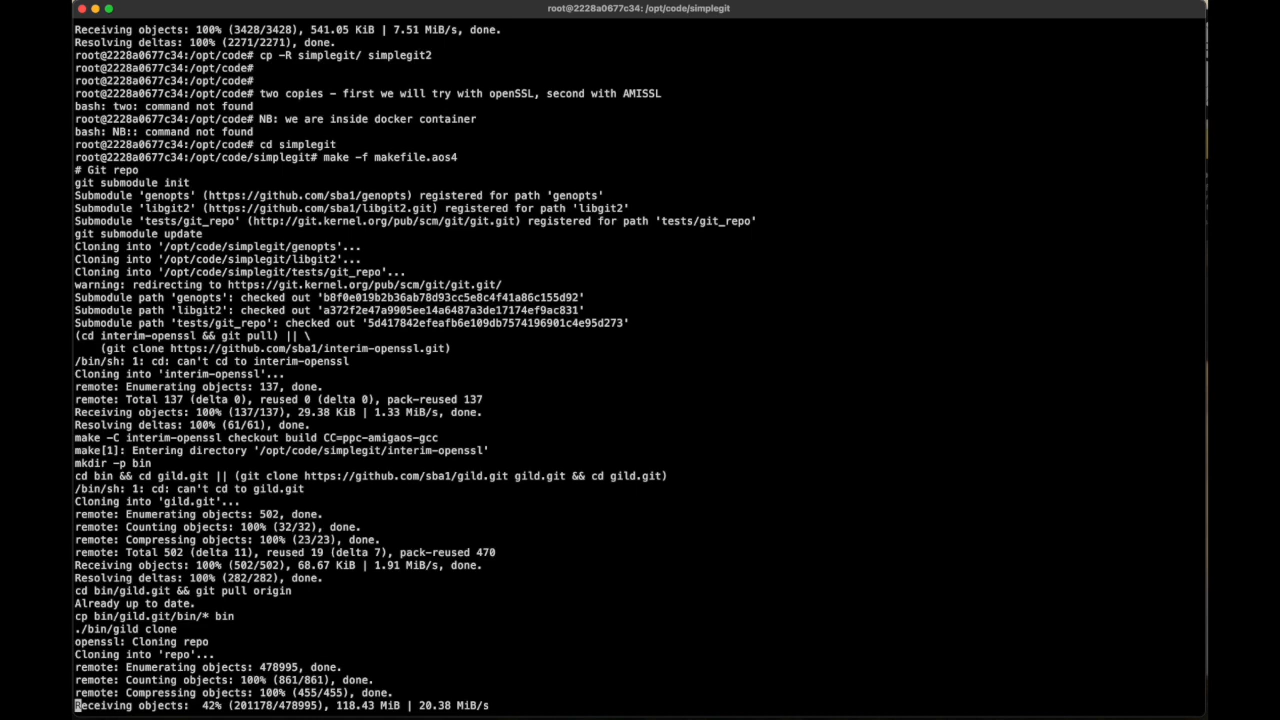 root@2228a0677c34: /opt/code/simplegit
Receiving objects: 100% (3428/3428), 541.05 KiB | 7.51 MiB/s, done.
Resolving deltas: 100% (2271/2271), done.
root@2228a0677c34:/opt/code# cp -R simplegit/ simplegit2
root@2228a0677c34:/opt/code#
root@2228a0677c34:/opt/code#
root@2228a0677c34:/opt/code# two copies - first we will try with openSSL, second with AMISSL
bash: two: command not found
root@2228a0677c34:/opt/code# NB: we are inside docker container
bash: NB:: command not found
root@2228a0677c34:/opt/code# cd simplegit
root@2228a0677c34:/opt/code/simplegit# make -f makefile.aos4
# Git repo
git submodule init
Submodule 'genopts' (https://github.com/sba1/genopts) registered for path 'genopts'
Submodule 'libgit2' (https://github.com/sba1/libgit2.git) registered for path 'libgit2'
Submodule 'tests/git_repo' (http://git.kernel.org/pub/scm/git/git.git) registered for path 'tests/git_repo'
git submodule update
Cloning into '/opt/code/simplegit/genopts'...
Cloning into '/opt/code/simplegit/libgit2'...
Cloning into '/opt/code/simplegit/tests/git_repo'...
warning: redirecting to https://git.kernel.org/pub/scm/git/git.git/
Submodule path 'genopts': checked out 'b8f0e019b2b36ab78d93cc5e8c4f41a86c155d92'
Submodule path 'libgit2': checked out 'a372f2e47a9905ee14a6487a3de17174ef9ac831'
Submodule path 'tests/git_repo': checked out '5d417842efeafb6e109db7574196901c4e95d273'
(cd interim-openssl && git pull) || \
(git clone https://github.com/sba1/interim-openssl.git)
/bin/sh: 1: cd: can't cd to interim-openssl
Cloning into 'interim-openssl'...
remote: Enumerating objects: 137, done.
remote: Total 137 (delta 0), reused 0 (delta 0), pack-reused 137
Receiving objects: 100% (137/137), 29.38 KiB | 1.33 MiB/s, done.
Resolving deltas: 100% (61/61), done.
make -C interim-openssl checkout build CC=ppc-amigaos-gcc
make[1]: Entering directory '/opt/code/simplegit/interim-openssl'
mkdir -p bin
cd bin && cd gild.git || (git clone https://github.com/sba1/gild.git gild.git && cd gild.git)
/bin/sh: 1: cd: can't cd to gild.git
Cloning into 'gild.git'...
remote: Enumerating objects: 502, done.
remote: Counting objects: 100% (32/32), done.
remote: Compressing objects: 100% (23/23), done.
remote: Total 502 (delta 11), reused 19 (delta 7), pack-reused 470
Receiving objects: 100% (502/502), 68.67 KiB | 1.91 MiB/s, done.
Resolving deltas: 100% (282/282), done.
cd bin/gild.git && git pull origin
Already up to date.
cp bin/gild.git/bin/* bin
./bin/gild clone
openssl: Cloning repo
Cloning into 'repo'...
remote: Enumerating objects: 478995, done.
remote: Counting objects: 100% (861/861), done.
remote: Compressing objects: 100% (455/455), done.
Receiving objects:  42% (201178/478995), 118.43 MiB | 20.38 MiB/s